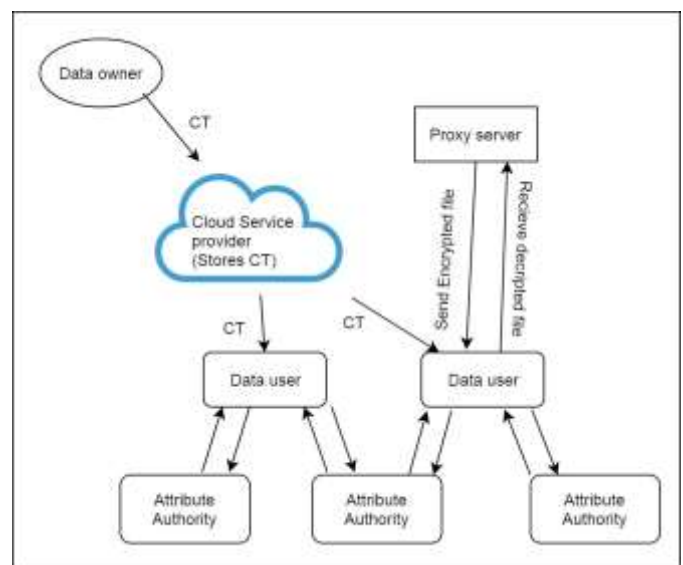 Data owner
CT
Proxy server
Cloud Service
provider
(Stores CT)
Send Encrypted file
Recieve decripted file
CT
CT
Data user
Data user
Attribute
Authority
Attribute
Authority
Attribute
Authority